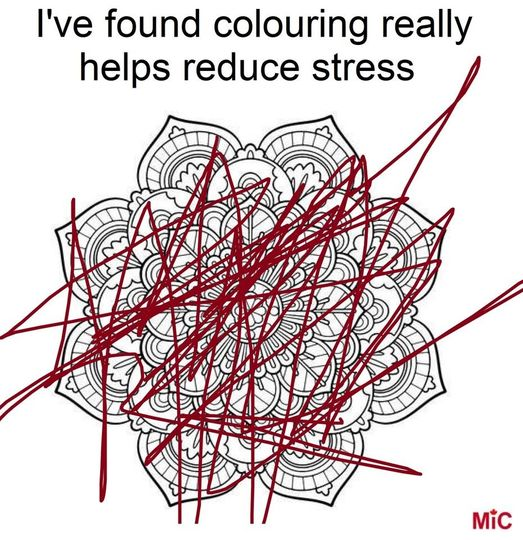 I've found colouring really
helps reduce stress
MiC